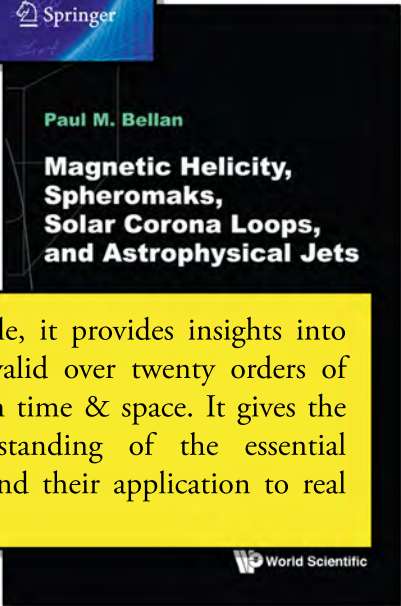 Springer
Paul M. Bellan
Magnetic Helicity,
Spheromaks,
Solar Corona Loops,
and Astrophysical Jets
le, it provides insights into
valid over twenty orders of
n time & space. It gives the
standing of the essential
nd their application to real
World Scientific